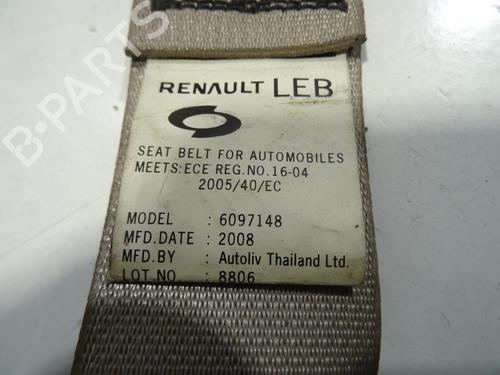 RENAULT LEB
SEAT BELT FOR AUTOMOBILES
MEETS:ECE REG.NO.16-04
2005/40/EC
MODEL : 6097148
MFD.DATE : 2008
MFD.BY : Autoliv Thailand Ltd.
LOT NO : 8806
B-PARTS